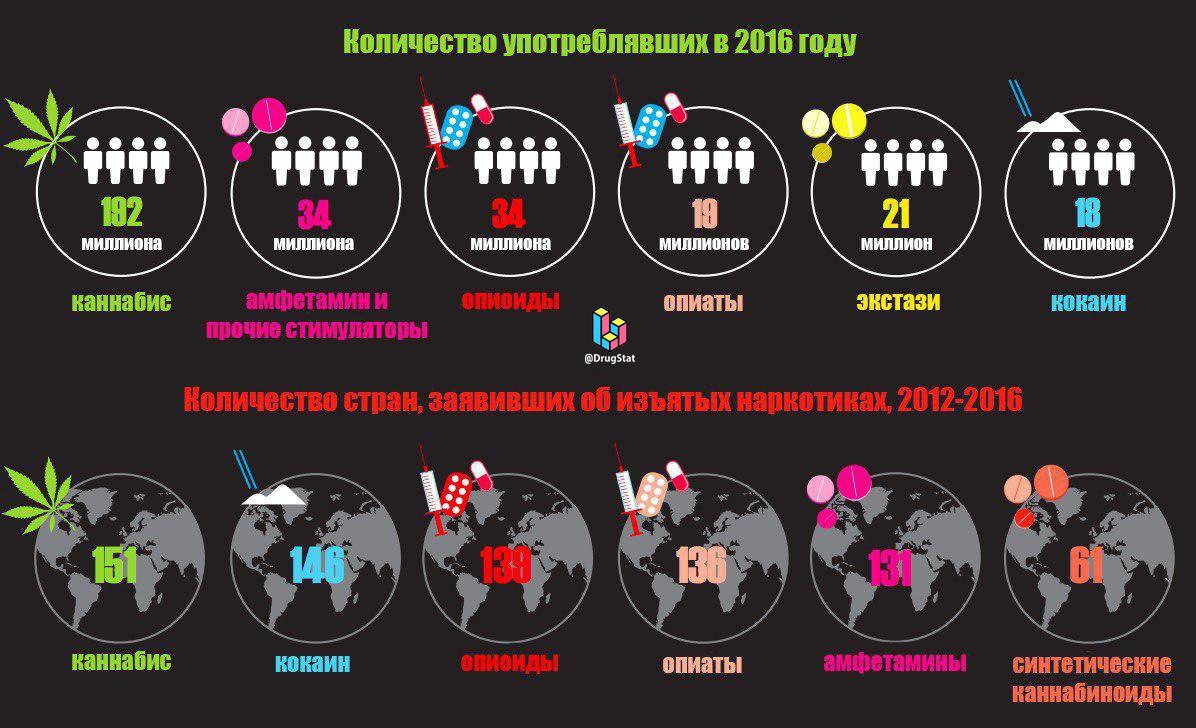 Количество употреблявших в 2016 году
192
миллиона
каннабис
34
миллиона
амфетамин и
прочие стимуляторы
34
миллиона
опиоиды
19
миллионов
опиаты
21
миллион
экстази
18
миллионов
кокаин
@DrugStat
Количество стран, заявивших об изъятых наркотиках, 2012-2016
151
каннабис
146
кокаин
139
опиоиды
136
опиаты
131
амфетамины
61
синтетические
каннабиноиды